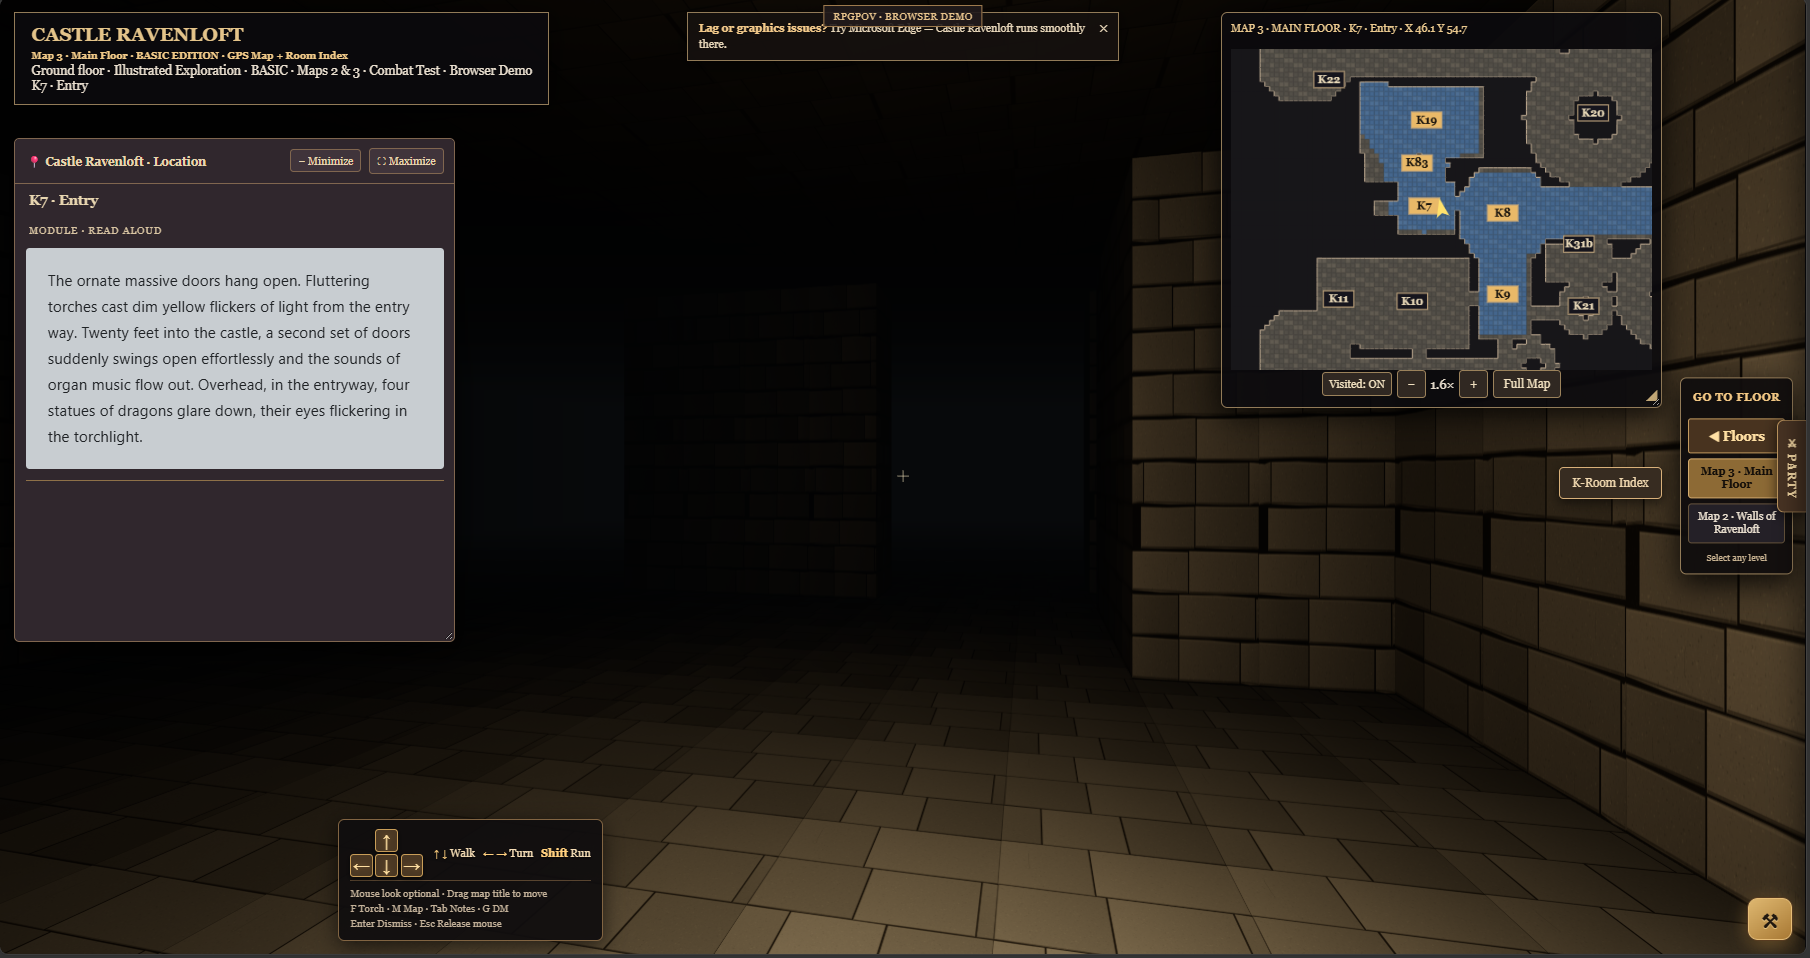 CASTLE RAVENLOFT
Map 3 · Main Floor · BASIC EDITION · GPS Map + Room Index
Ground floor · Illustrated Exploration · BASIC · Maps 2 & 3 · Combat Test · Browser Demo
K7 · Entry
RPGPOV · BROWSER DEMO
Lag or graphics issues? Try Microsoft Edge — Castle Ravenloft runs smoothly
there.
×
MAP 3 · MAIN FLOOR · K7 · Entry · X 46.1 Y 54.7
K22
K20
K19
K83
K7
K8
K31b
K9
K11
K10
K21
Visited: ON
−
1.6×
+
Full Map
Castle Ravenloft · Location
− Minimize
Maximize
K7 · Entry
MODULE · READ ALOUD
The ornate massive doors hang open. Fluttering
torches cast dim yellow flickers of light from the entry
way. Twenty feet into the castle, a second set of doors
suddenly swings open effortlessly and the sounds of
organ music flow out. Overhead, in the entryway, four
statues of dragons glare down, their eyes flickering in
the torchlight.
GO TO FLOOR
◀ Floors
Map 3 · Main
Floor
Map 2 · Walls of
Ravenloft
Select any level
PARTY
K-Room Index
↑
← ↓ →
↑↓ Walk ←→ Turn Shift Run
Mouse look optional · Drag map title to move
F Torch · M Map · Tab Notes · G DM
Enter Dismiss · Esc Release mouse